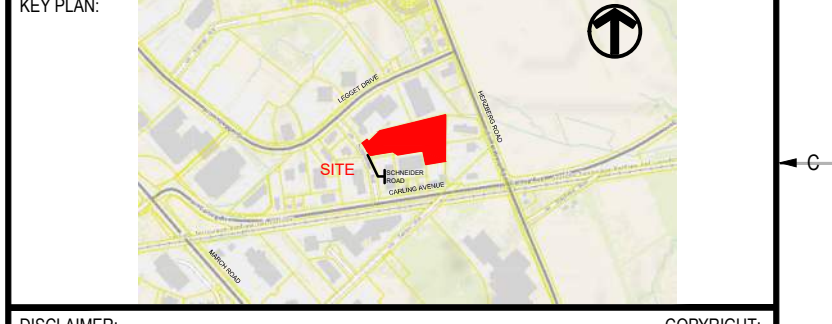 KEY PLAN:
LEGGET DRIVE
HERZBERG ROAD
SITE
SCHNEIDER
ROAD
CARLING AVENUE
MARCH ROAD
C
DISCLAIMER:
COPYRIGHT: